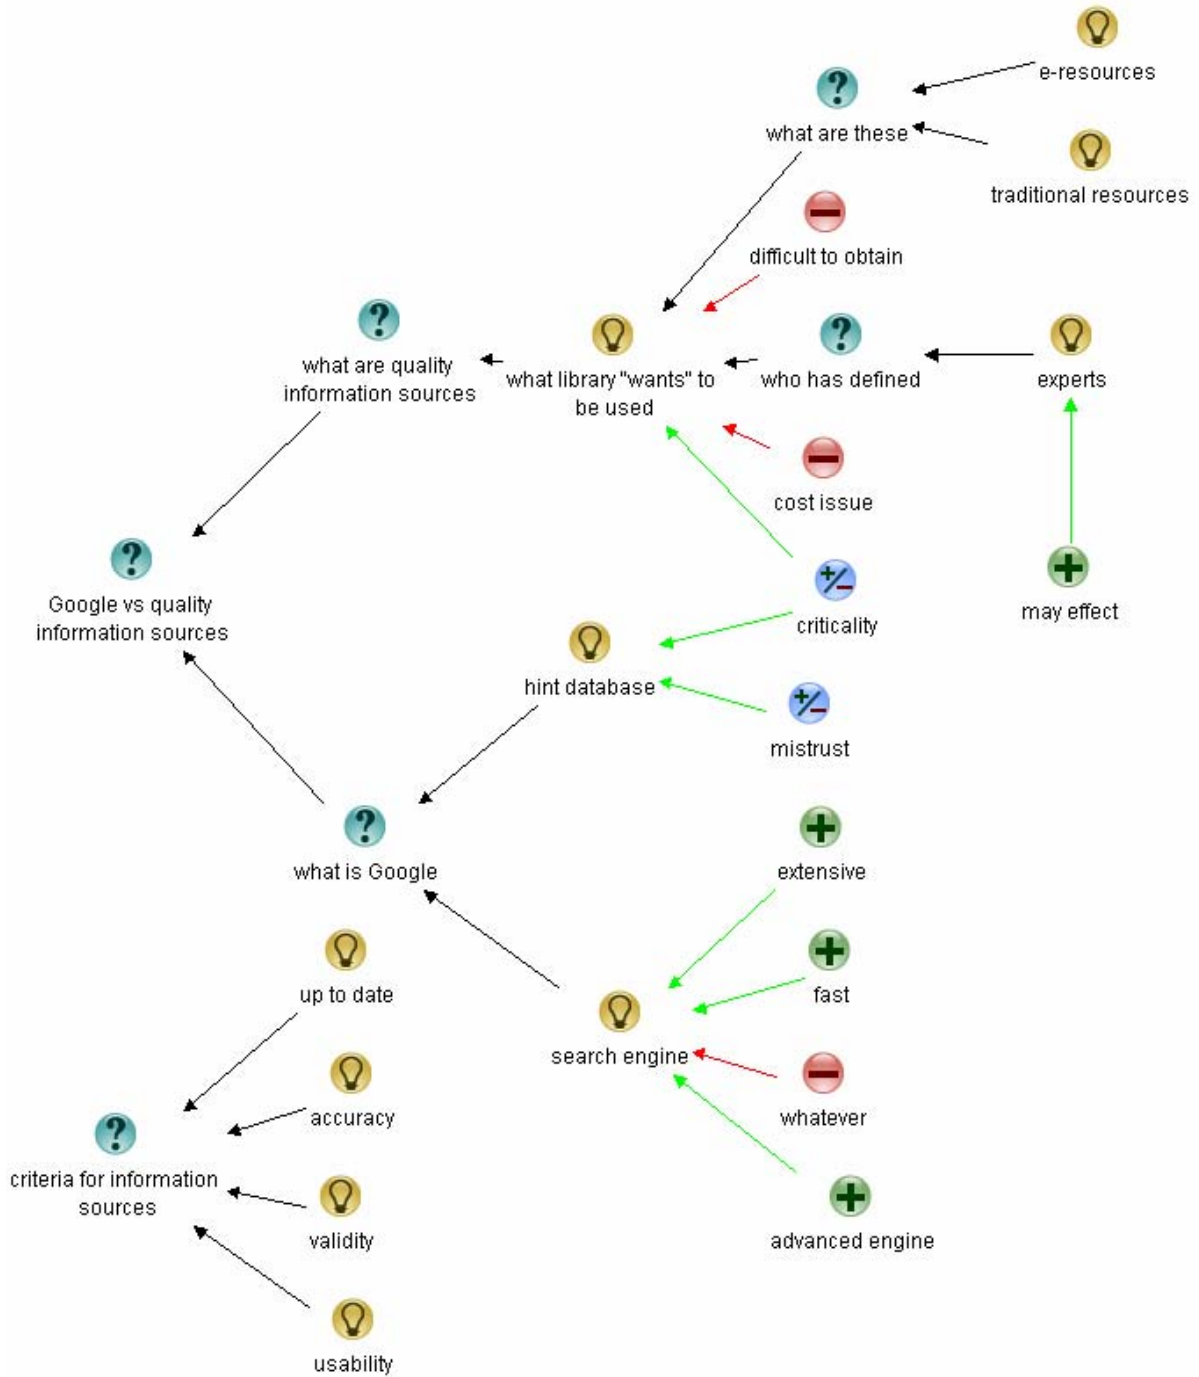 e-resources
what are these
traditional resources
difficult to obtain
what are quality
information sources
what library "wants" to
be used
who has defined
experts
cost issue
Google vs quality
information sources
criticality
may effect
hint database
mistrust
what is Google
extensive
up to date
fast
search engine
accuracy
whatever
criteria for information
sources
validity
advanced engine
usability